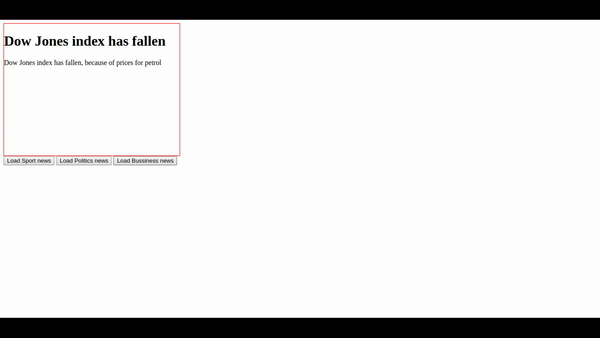 Dow Jones index has fallen
Dow Jones index has fallen, because of prices for petrol
Load Sport news Load Politics news Load Bussiness news